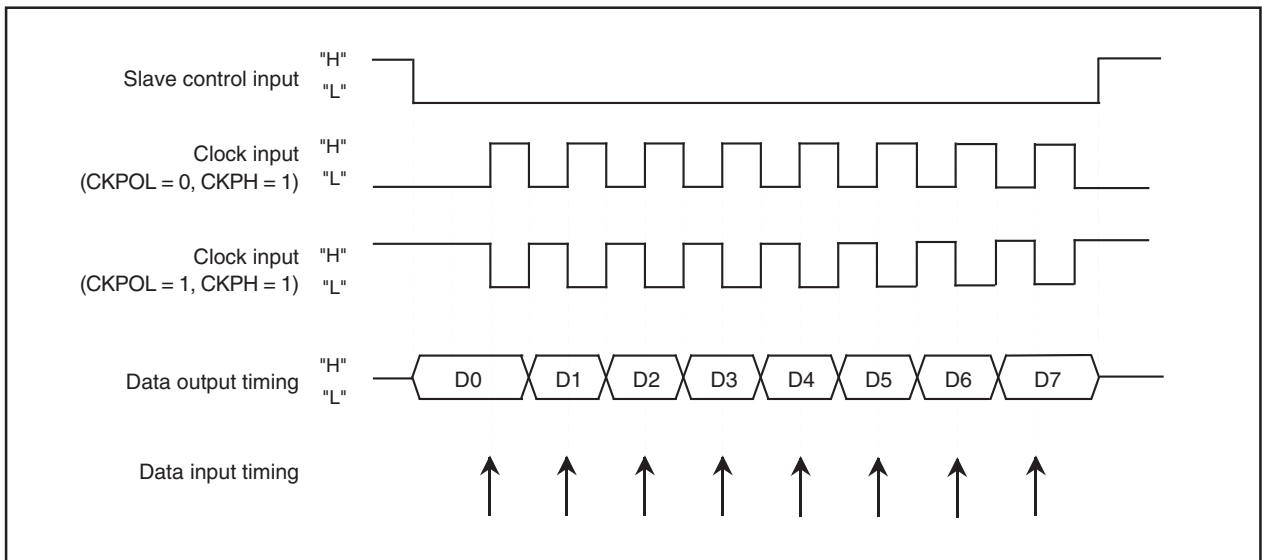 Slave control input
"H"
"L"
Clock input
(CKPOL = 0, CKPH = 1)
"H"
"L"
Clock input
(CKPOL = 1, CKPH = 1)
"H"
"L"
Data output timing
"H"
"L"
D0 D1 D2 D3 D4 D5 D6 D7
Data input timing